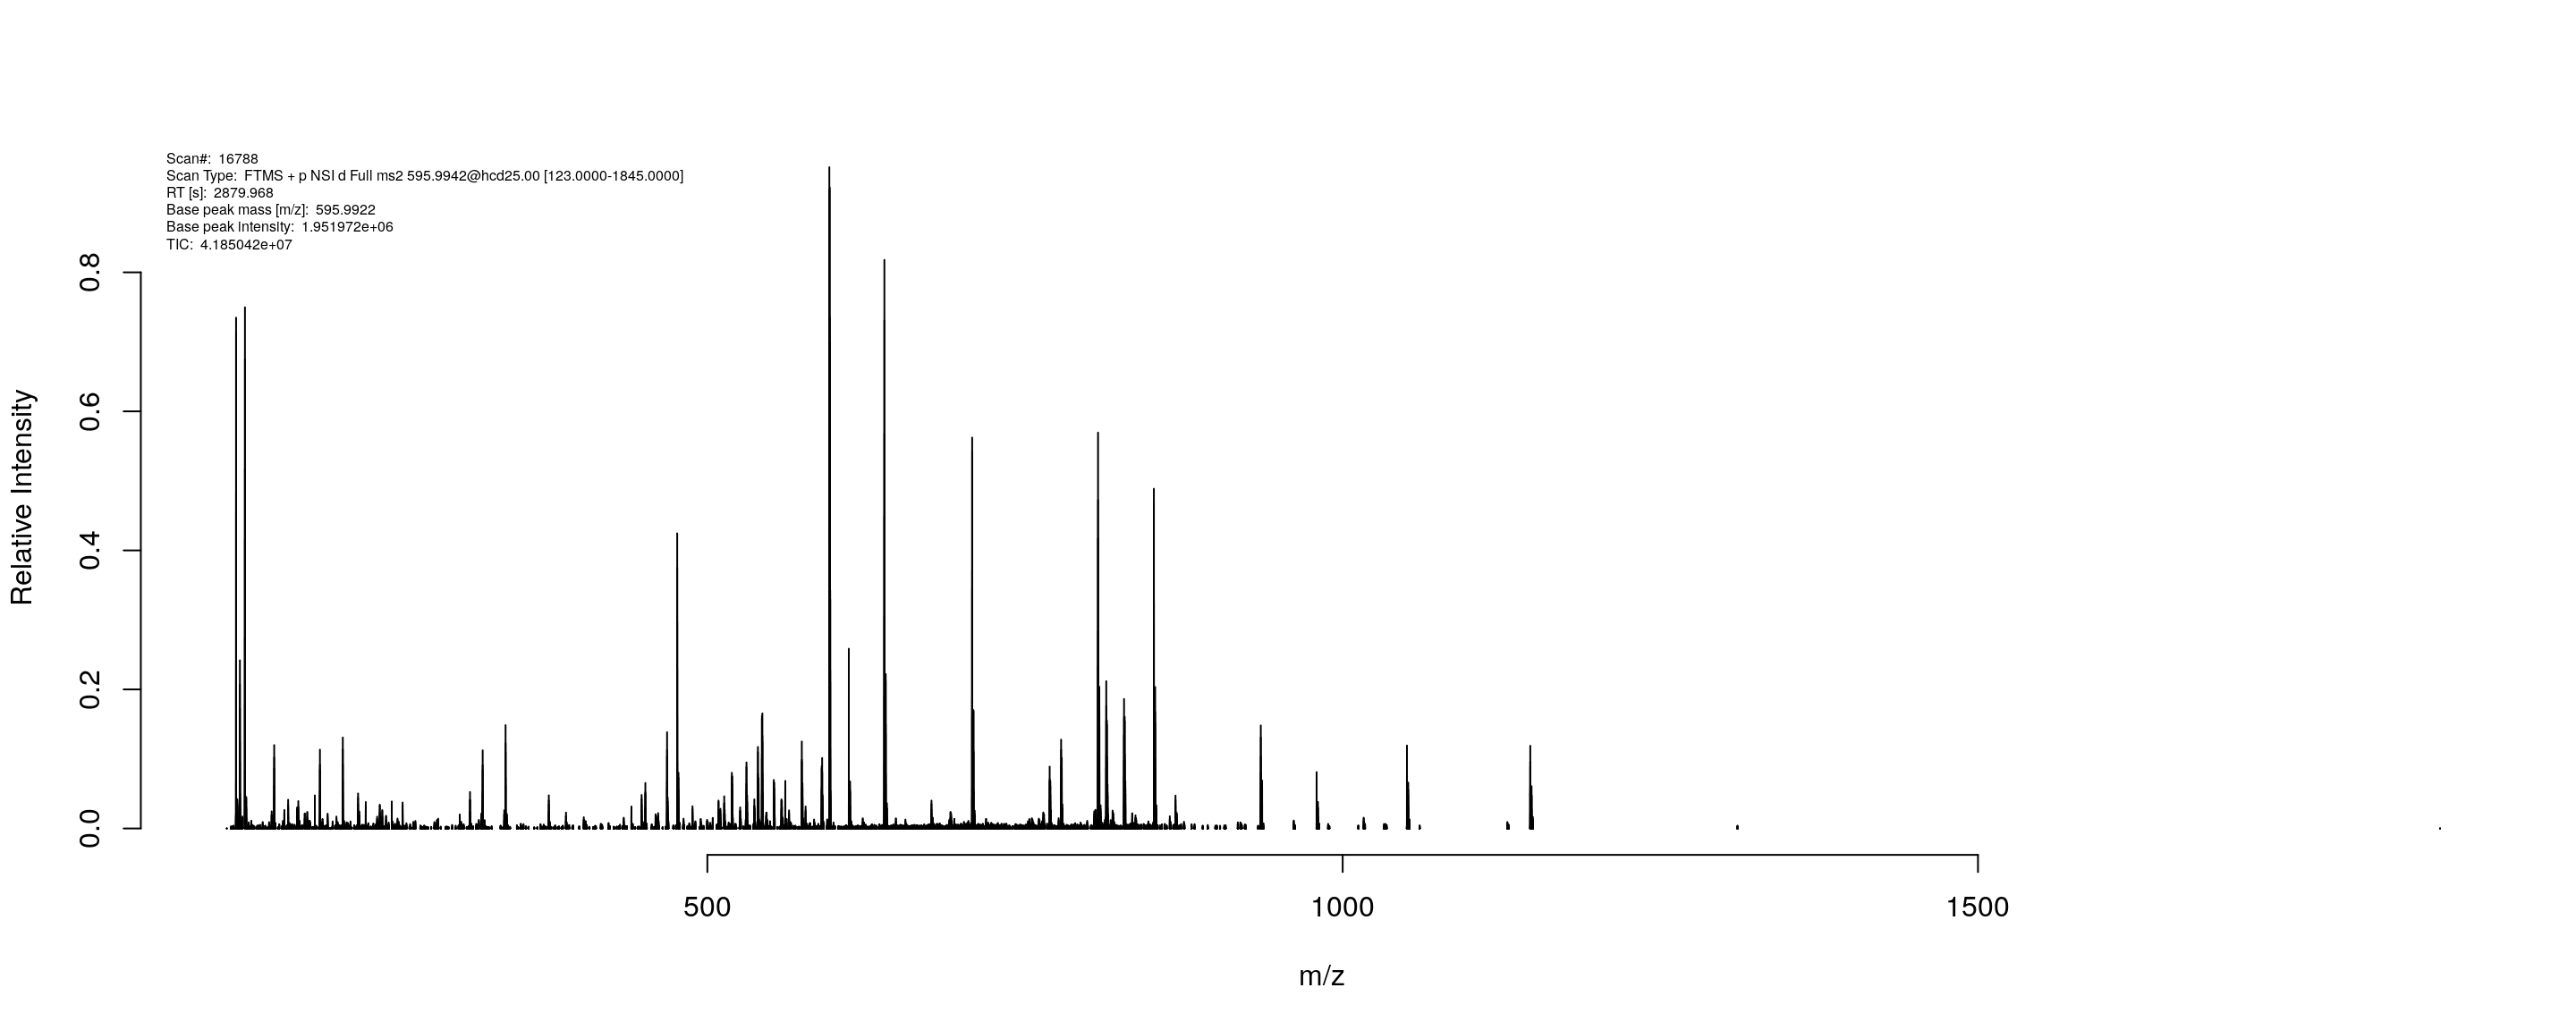 Scan#: 16788
Scan Type: FTMS + p NSI d Full ms2 595.9942@hcd25.00 [123.0000-1845.0000]
RT [s]: 2879.968
Base peak mass [m/z]: 595.9922
Base peak intensity: 1.951972e+06
TIC: 4.185042e+07
0.8
0.6
0.4
0.2
0.0
Relative Intensity
500 1000 1500
m/z